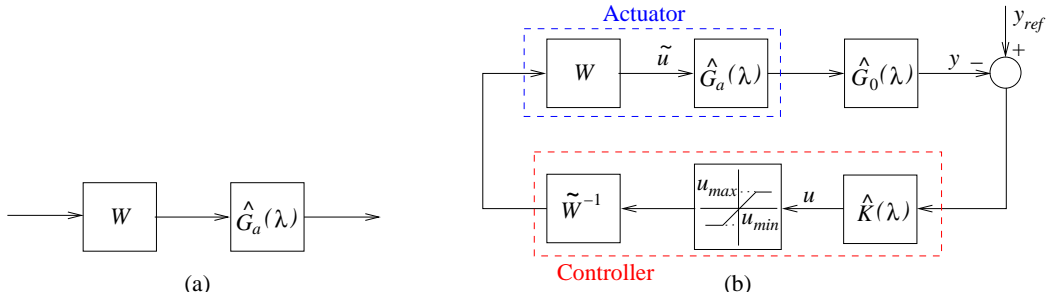 W
Ĝa(λ)
(a)
Actuator
W
ũ
Ĝa(λ)
Ĝ0(λ)
y
−
+
yref
W̃−1
umax
umin
u
K̂(λ)
Controller
(b)